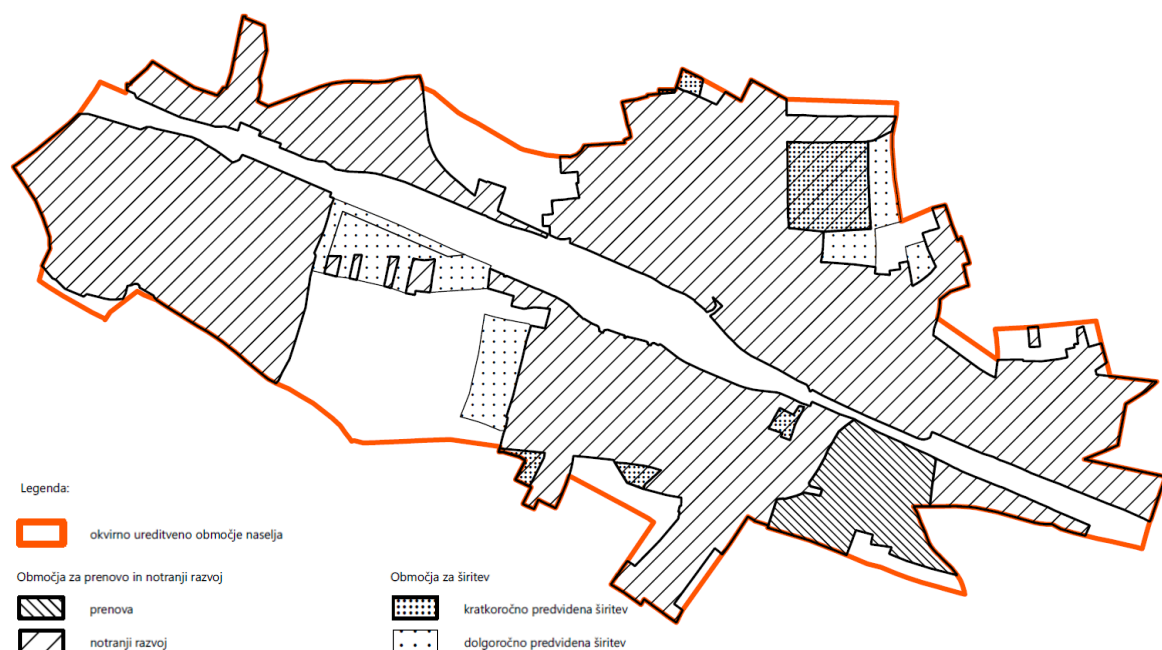 Legenda:
okvirno ureditveno območje naselja
Območja za prenovo in notranji razvoj
prenova
notranji razvoj
Območja za širitev
kratkoročno predvidena širitev
dolgoročno predvidena širitev